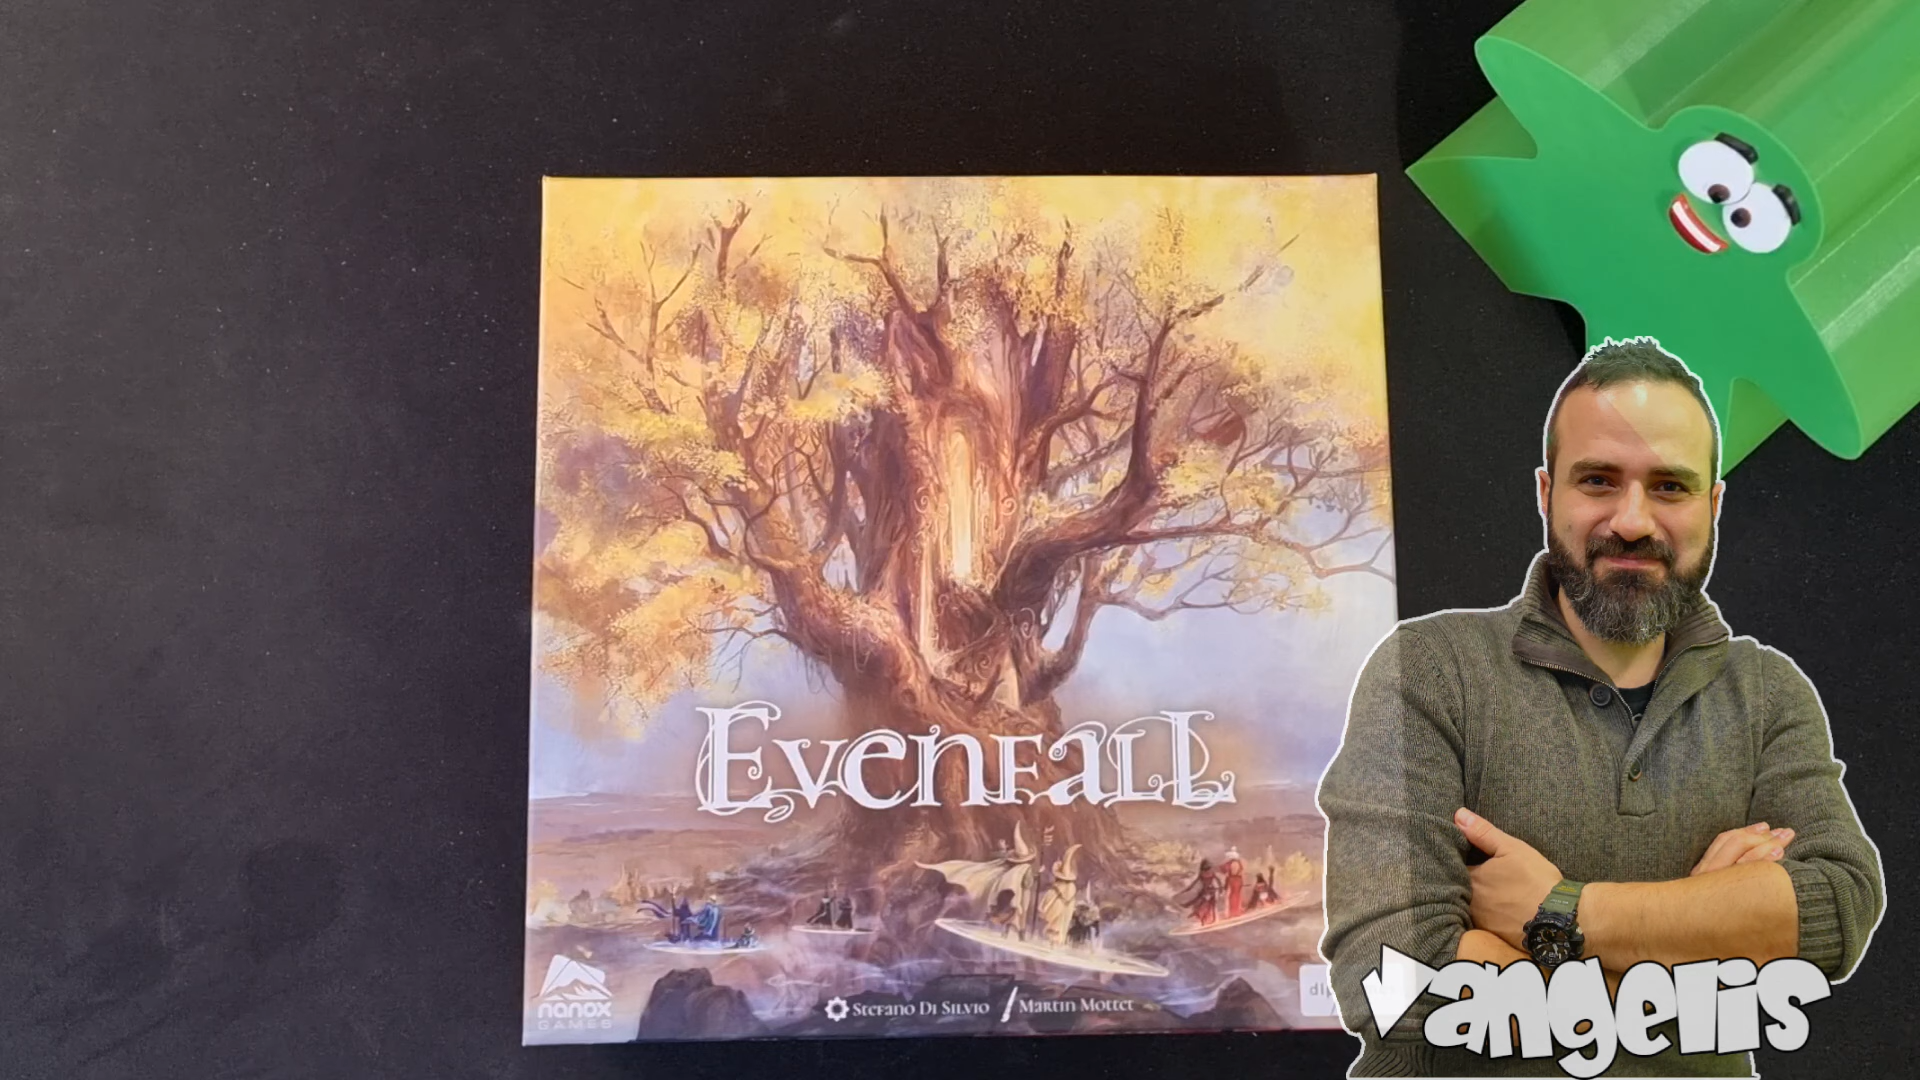 Evenfall
nanox
GAMES
Stefano Di Silvio
Martin Mottet
Vangelis